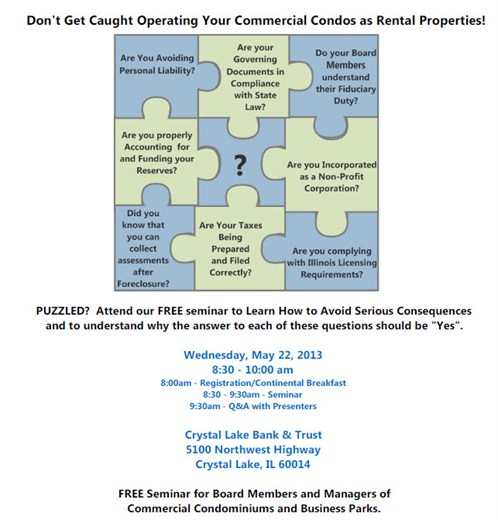 Don't Get Caught Operating Your Commercial Condos as Rental Properties!
Are You Avoiding
Personal Liability?
Are your
Governing
Documents in
Compliance
with State
Law?
Do your Board
Members
understand
their Fiduciary
Duty?
Are you properly
Accounting for
and Funding your
Reserves?
?
Are you Incorporated
as a Non-Profit
Corporation?
Did you
know that
you can
collect
assessments
after
Foreclosure?
Are Your Taxes
Being
Prepared
and Filed
Correctly?
Are you complying
with Illinois Licensing
Requirements?
PUZZLED? Attend our FREE seminar to Learn How to Avoid Serious Consequences
and to understand why the answer to each of these questions should be "Yes".
Wednesday, May 22, 2013
8:30 - 10:00 am
8:00am - Registration/Continental Breakfast
8:30 - 9:30am - Seminar
9:30am - Q&A with Presenters
Crystal Lake Bank & Trust
5100 Northwest Highway
Crystal Lake, IL 60014
FREE Seminar for Board Members and Managers of
Commercial Condominiums and Business Parks.